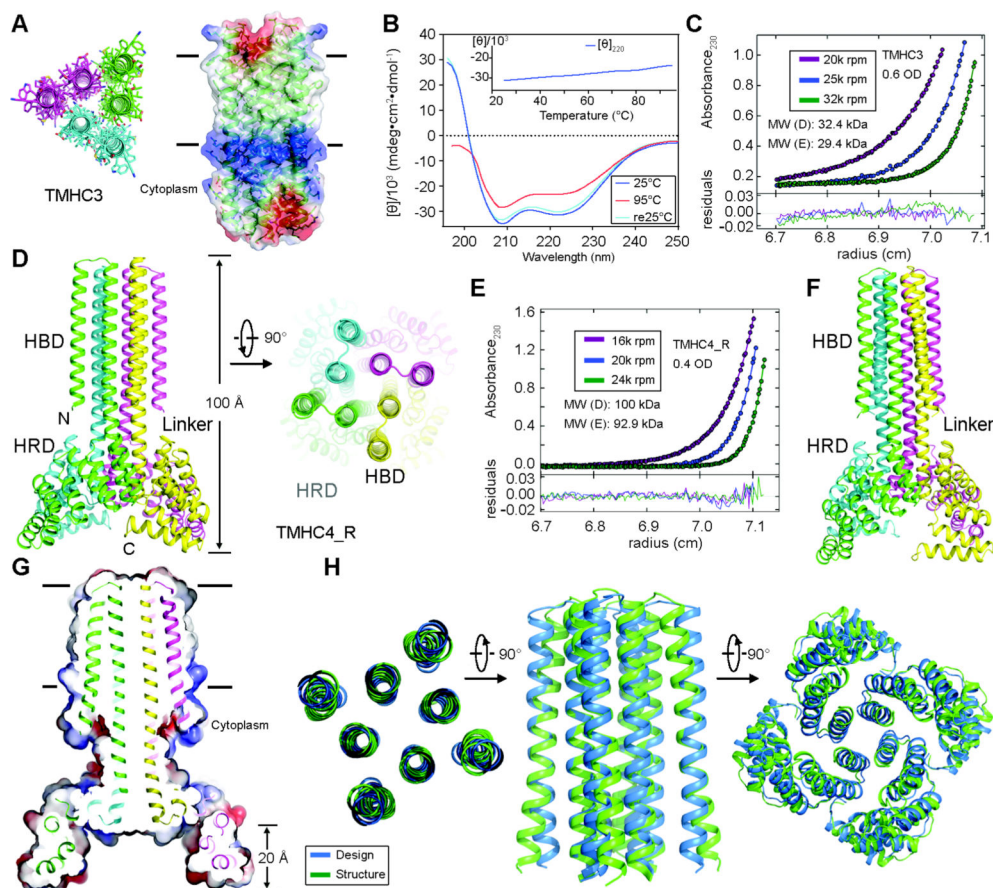 A
TMHC3
Cytoplasm
B
[θ]/10³ (mdeg•cm²•dmol⁻¹)
30
20
10
0
-10
-20
-30
[θ]/10³
[θ]220
-20
-30
20 40 60 80
Temperature (°C)
25°C
95°C
re25°C
200 210 220 230 240 250
Wavelength (nm)
C
Absorbance230
1.0
0.8
0.6
0.4
0.2
20k rpm
25k rpm
32k rpm
TMHC3
0.6 OD
MW (D): 32.4 kDa
MW (E): 29.4 kDa
residuals
0.03
0.00
-0.02
6.7 6.8 6.9 7.0 7.1
radius (cm)
D
HBD
N
HRD
Linker
C
100 Å
90°
HRD
HBD
TMHC4_R
E
Absorbance230
1.6
1.2
0.8
0.4
0.0
16k rpm
20k rpm
24k rpm
TMHC4_R
0.4 OD
MW (D): 100 kDa
MW (E): 92.9 kDa
residuals
0.03
0.00
-0.02
6.7 6.8 6.9 7.0 7.1
radius (cm)
F
HBD
Linker
HRD
G
Cytoplasm
20 Å
H
90°
90°
Design
Structure